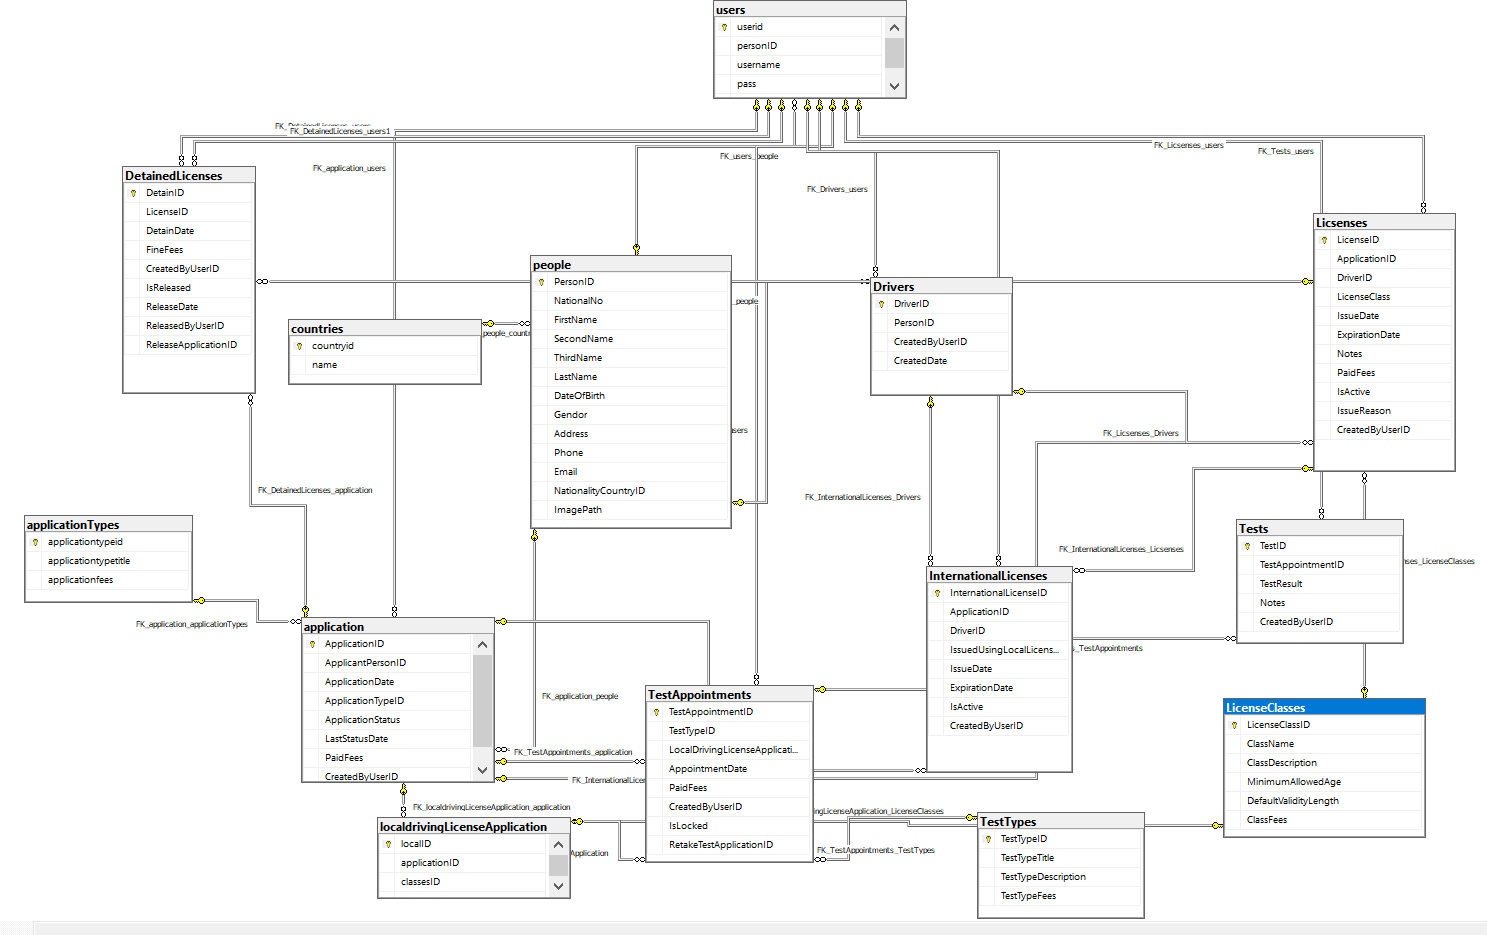 users
userid
personID
username
pass
FK_DetainedLicenses_users1
FK_application_users
FK_users_people
FK_Drivers_users
FK_Licsenses_users
FK_Tests_users
DetainedLicenses
DetainID
LicenseID
DetainDate
FineFees
CreatedByUserID
IsReleased
ReleaseDate
ReleasedByUserID
ReleaseApplicationID
Licsenses
LicenseID
ApplicationID
DriverID
LicenseClass
IssueDate
ExpirationDate
Notes
PaidFees
IsActive
IssueReason
CreatedByUserID
people
PersonID
NationalNo
FirstName
SecondName
ThirdName
LastName
DateOfBirth
Gendor
Address
Phone
Email
NationalityCountryID
ImagePath
_people
Drivers
DriverID
PersonID
CreatedByUserID
CreatedDate
countries
countryid
name
_people_countr
FK_Licsenses_Drivers
FK_DetainedLicenses_application
FK_InternationalLicenses_Drivers
FK_InternationalLicenses_Licsenses
applicationTypes
applicationtypeid
applicationtypetitle
applicationfees
FK_application_applicationTypes
Tests
TestID
TestAppointmentID
TestResult
Notes
CreatedByUserID
nses_LicenseClasses
s_TestAppointments
InternationalLicenses
InternationalLicenseID
ApplicationID
DriverID
IssuedUsingLocalLicens...
IssueDate
ExpirationDate
IsActive
CreatedByUserID
application
ApplicationID
ApplicantPersonID
ApplicationDate
ApplicationTypeID
ApplicationStatus
LastStatusDate
PaidFees
CreatedByUserID
FK_application_people
FK_TestAppointments_application
FK_InternationalLicen
TestAppointments
TestAppointmentID
TestTypeID
LocalDrivingLicenseApplicati...
AppointmentDate
PaidFees
CreatedByUserID
IsLocked
RetakeTestApplicationID
LicenseClasses
LicenseClassID
ClassName
ClassDescription
MinimumAllowedAge
DefaultValidityLength
ClassFees
FK_localdrivingLicenseApplication_application
localdrivingLicenseApplication
localID
applicationID
classesID
Application
ingLicenseApplication_LicenseClasses
FK_TestAppointments_TestTypes
TestTypes
TestTypeID
TestTypeTitle
TestTypeDescription
TestTypeFees